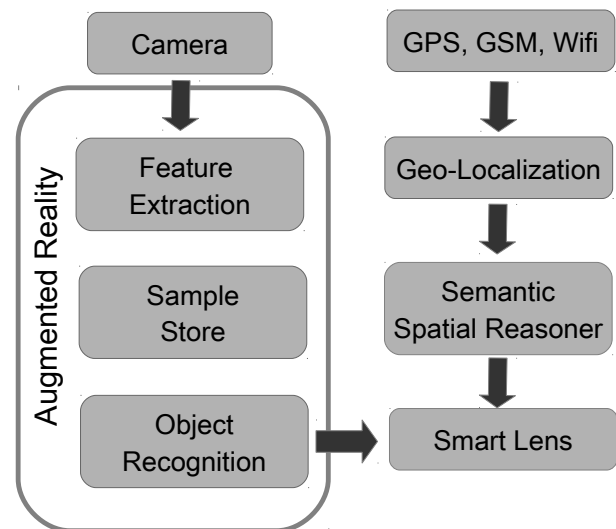 Camera
Augmented Reality
Feature
Extraction
Sample
Store
Object
Recognition
GPS, GSM, Wifi
Geo-Localization
Semantic
Spatial Reasoner
Smart Lens